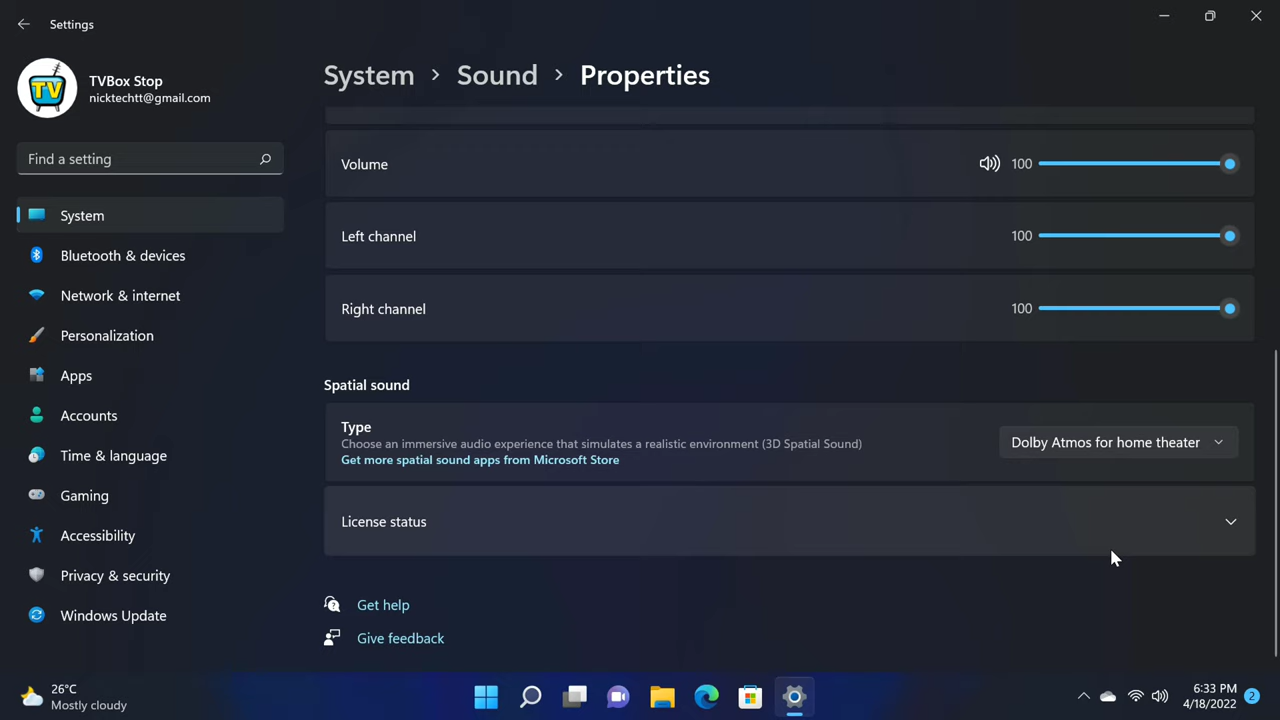 Settings
TVBox Stop
nicktechtt@gmail.com
Find a setting
System
Bluetooth & devices
Network & internet
Personalization
Apps
Accounts
Time & language
Gaming
Accessibility
Privacy & security
Windows Update
System > Sound > Properties
Volume 100
Left channel 100
Right channel 100
Spatial sound
Type
Choose an immersive audio experience that simulates a realistic environment (3D Spatial Sound)
Get more spatial sound apps from Microsoft Store
Dolby Atmos for home theater
License status
Get help
Give feedback
26°C
Mostly cloudy
6:33 PM
4/18/2022
2
TV